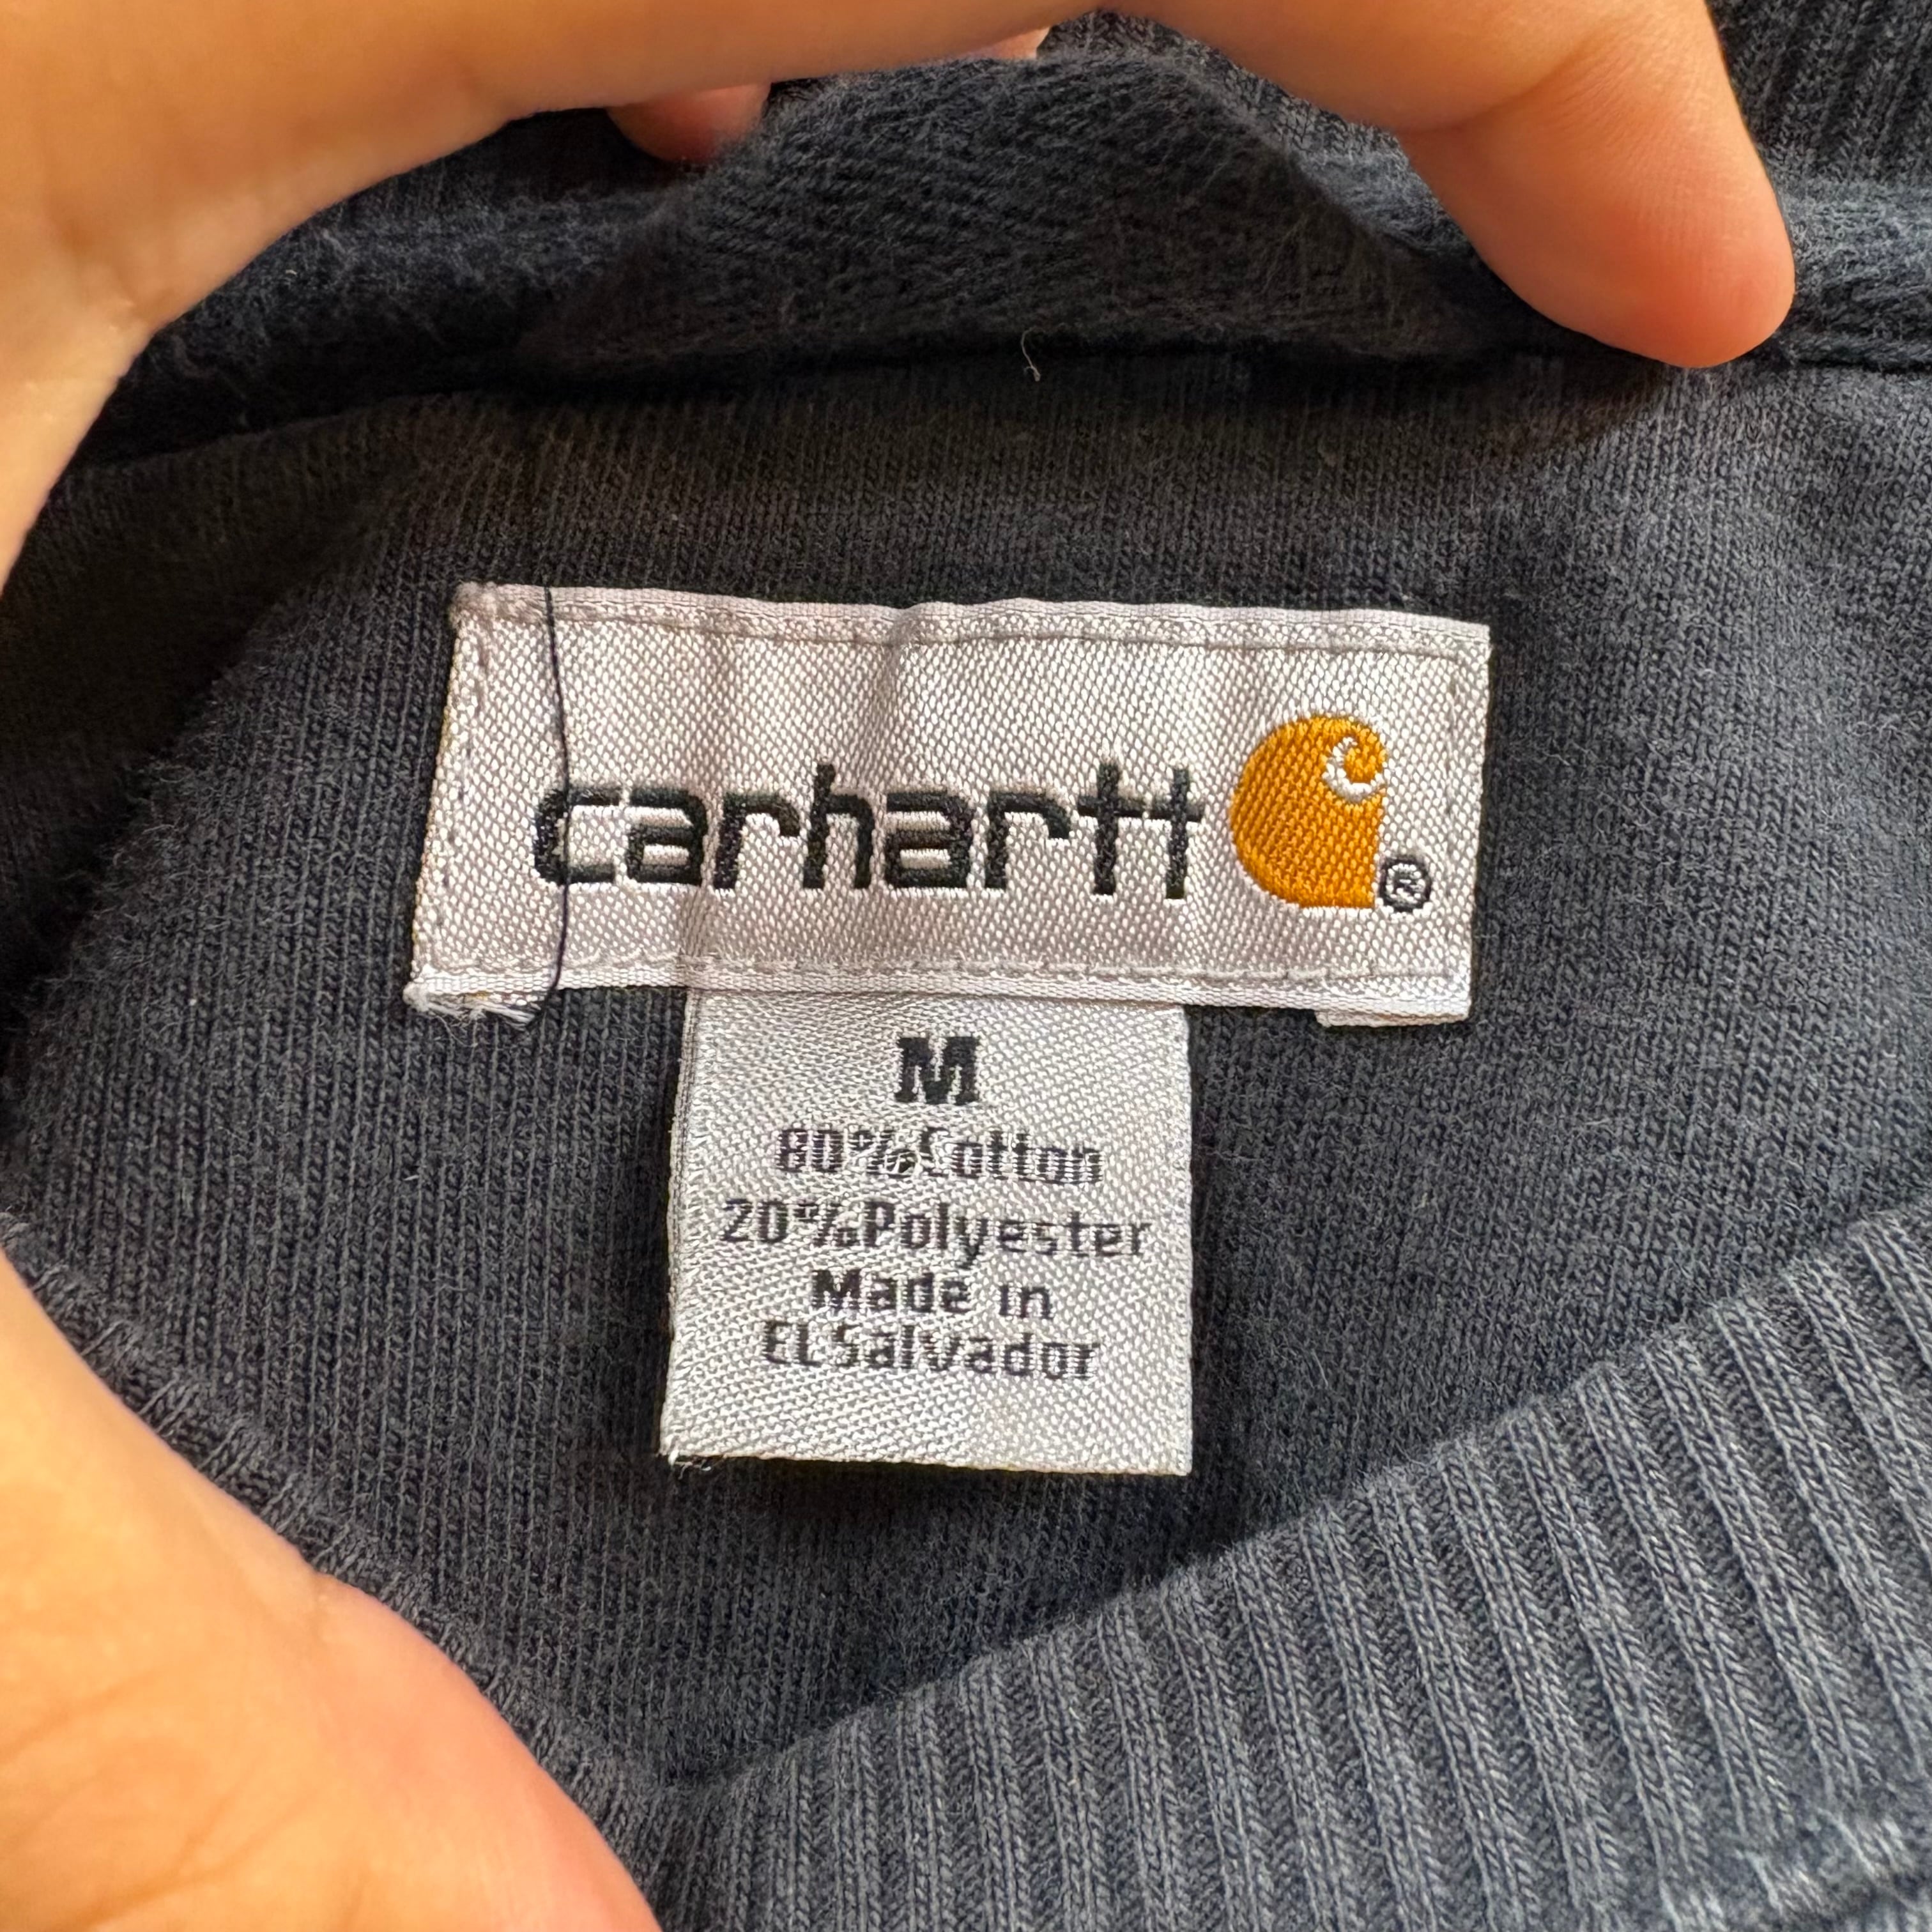 carhartt ®
M
80% Cotton
20% Polyester
Made in
El Salvador